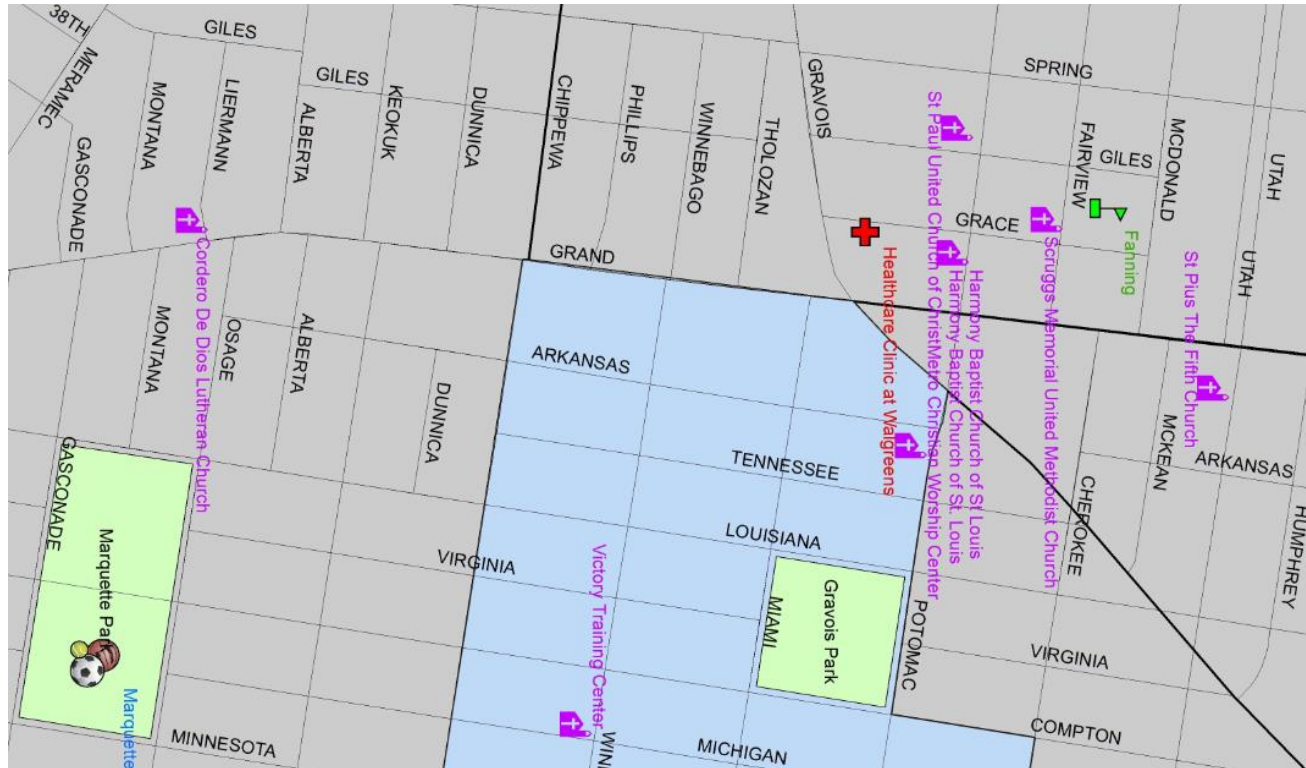 38TH
GILES
SPRING
MERAMEC
MONTANA
LIERMANN
GILES
ALBERTA
KEOKUK
DUNNICA
CHIPPEWA
PHILLIPS
WINNEBAGO
THOLOZAN
GRAVOIS
FAIRVIEW
GILES
MCDONALD
UTAH
GASCONADE
GRAND
GRACE
UTAH
St Paul United Church of ChristMetro Christian Worship Center
Healthcare Clinic at Walgreens
Harmony Baptist Church of St. Louis
Harmony Baptist Church of St Louis
Scruggs Memorial United Methodist Church
Fanning
St Pius The Fifth Church
Cordero De Dios Lutheran Church
MONTANA
OSAGE
ALBERTA
DUNNICA
ARKANSAS
TENNESSEE
LOUISIANA
VIRGINIA
CHEROKEE
MCKEAN
ARKANSAS
HUMPHREY
GASCONADE
Marquette Park
Marquette
Victory Training Center
MIAMI
Gravois Park
POTOMAC
VIRGINIA
COMPTON
MINNESOTA
MICHIGAN